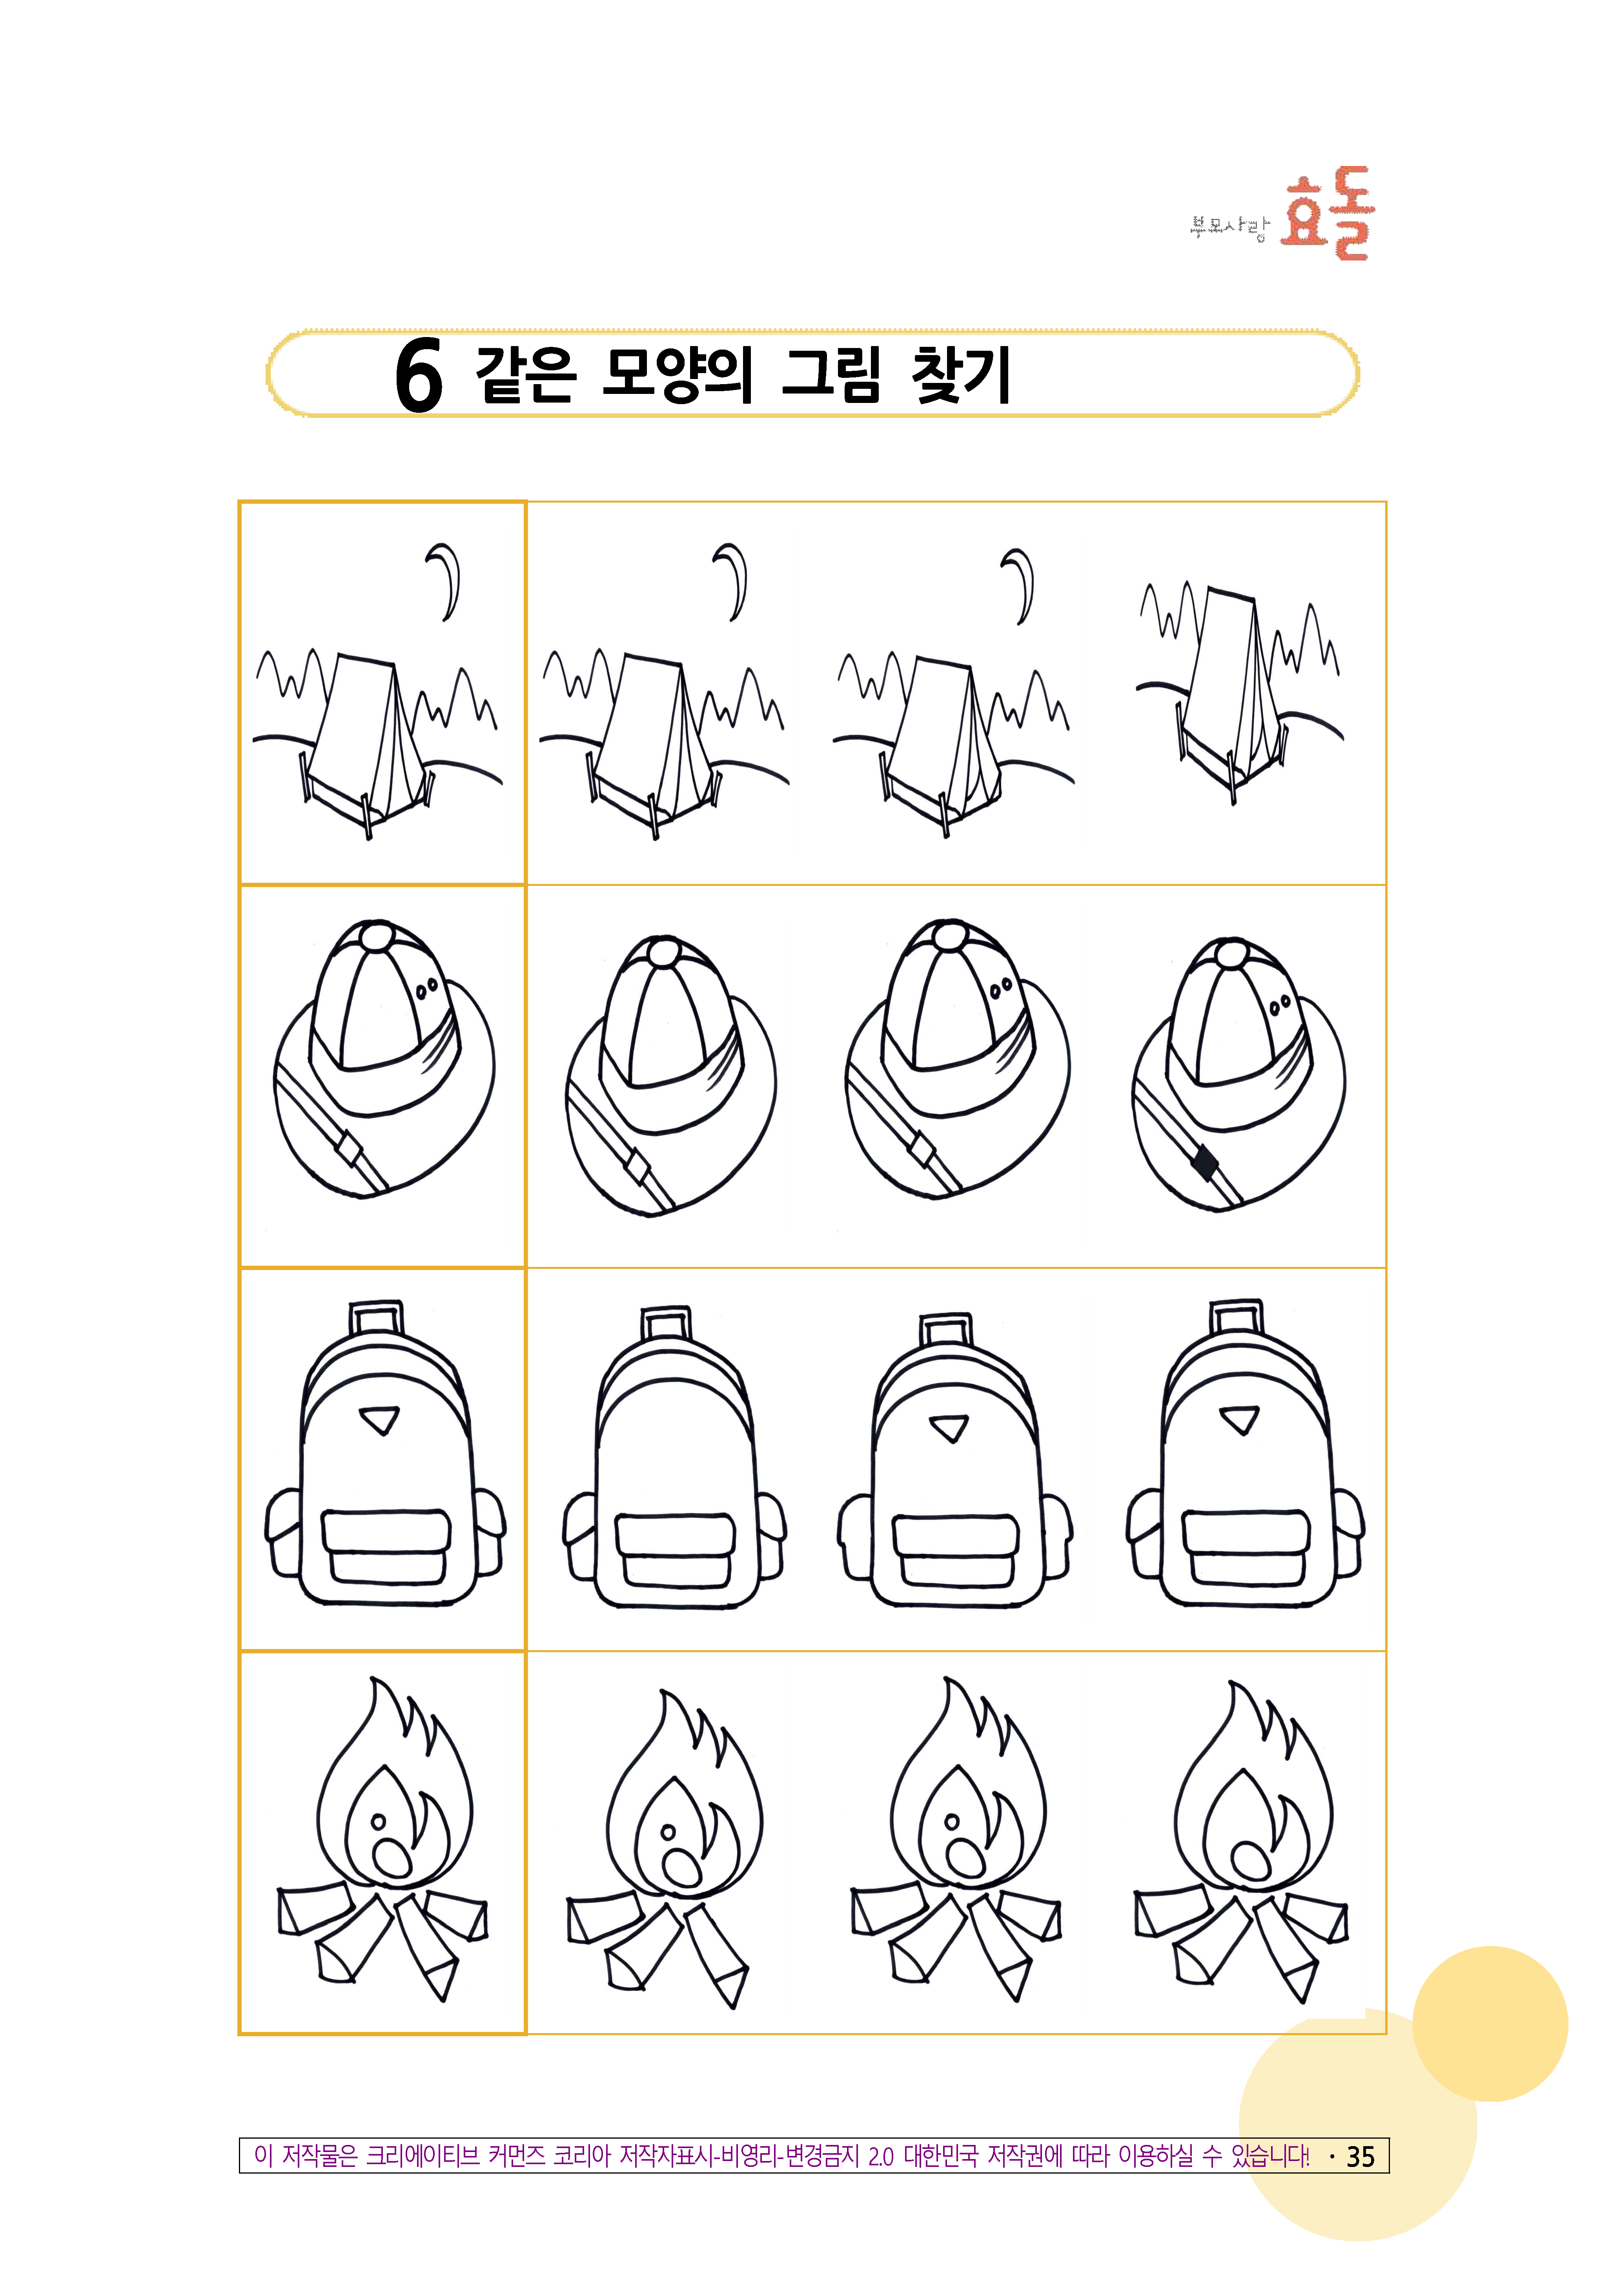 부모사랑 효돌
6 같은 모양의 그림 찾기
이 저작물은 크리에이티브 커먼즈 코리아 저작자표시-비영리-변경금지 2.0 대한민국 저작권에 따라 이용하실 수 있습니다! · 35